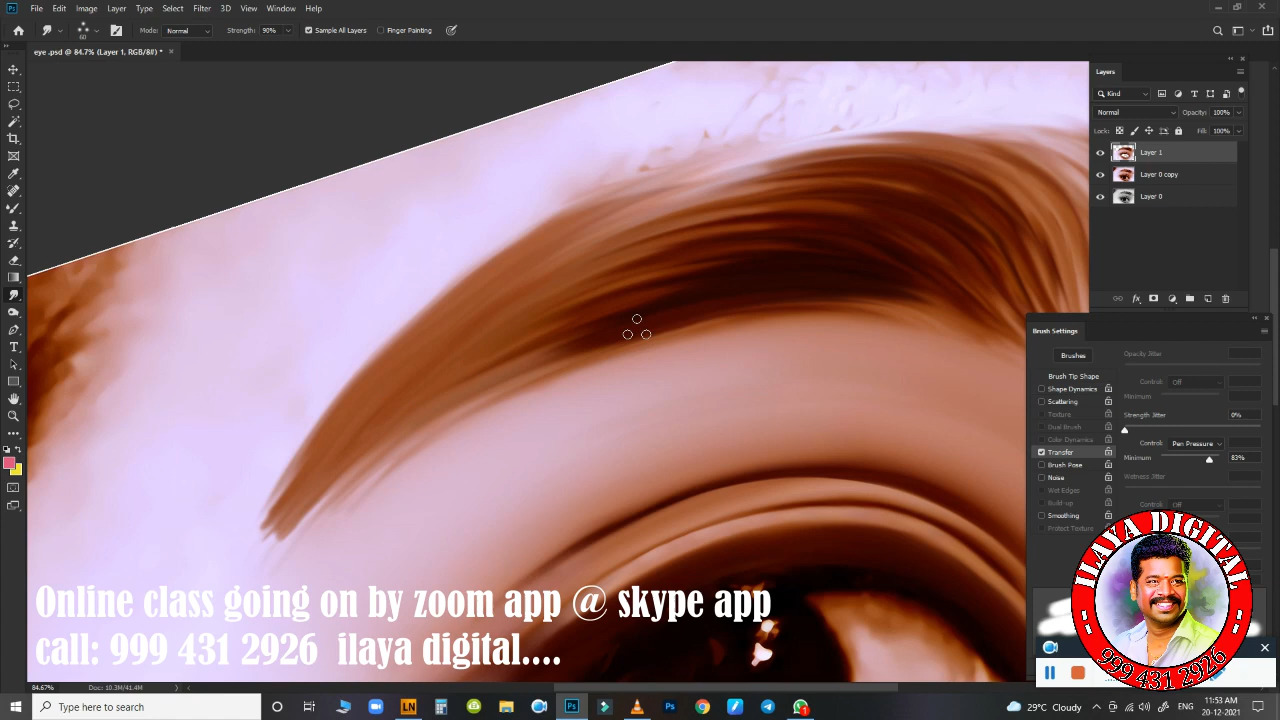 File Edit Image Layer Type Select Filter 3D View Window Help
60 Mode: Normal Strength: 90% Sample All Layers Finger Painting
eye .psd @ 84.7% (Layer 1, RGB/8#) *
Layers
Kind
Normal Opacity: 100%
Lock: Fill: 100%
Layer 1
Layer 0 copy
Layer 0
Brush Settings
Brushes
Brush Tip Shape
Shape Dynamics
Scattering
Texture
Dual Brush
Color Dynamics
Transfer
Brush Pose
Noise
Wet Edges
Build-up
Smoothing
Protect Texture
Opacity Jitter
Control: Off
Minimum
Strength Jitter 0%
Control: Pen Pressure
Minimum 83%
Wetness Jitter
Control: Off
ILAYA DIGITAL
999 431 2926
Online class going on by zoom app @ skype app
call: 999 431 2926 ilaya digital....
84.67% Doc: 10.3M/41.4M
Type here to search
29°C Cloudy
11:53 AM
20-12-2021